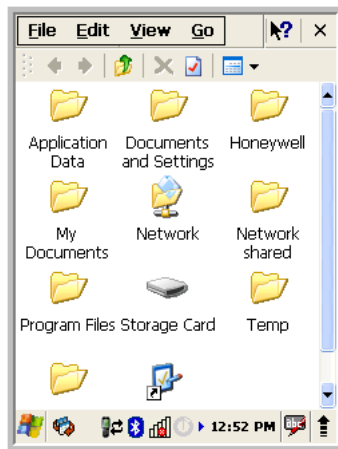 File Edit View Go ?
Application Data Documents and Settings Honeywell
My Documents Network Network shared
Program Files Storage Card Temp
12:52 PM abc